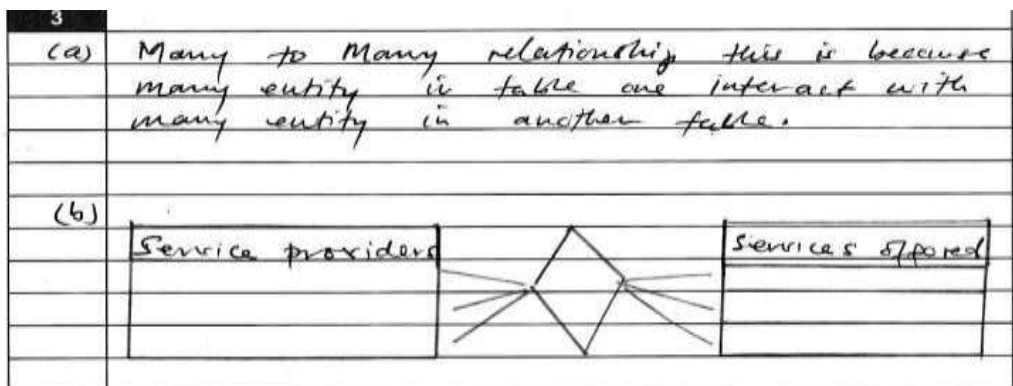 3
(a) Many to Many relationship this is because
many entity in table one interact with
many entity in another table.
(b)
Service providers
Services offored